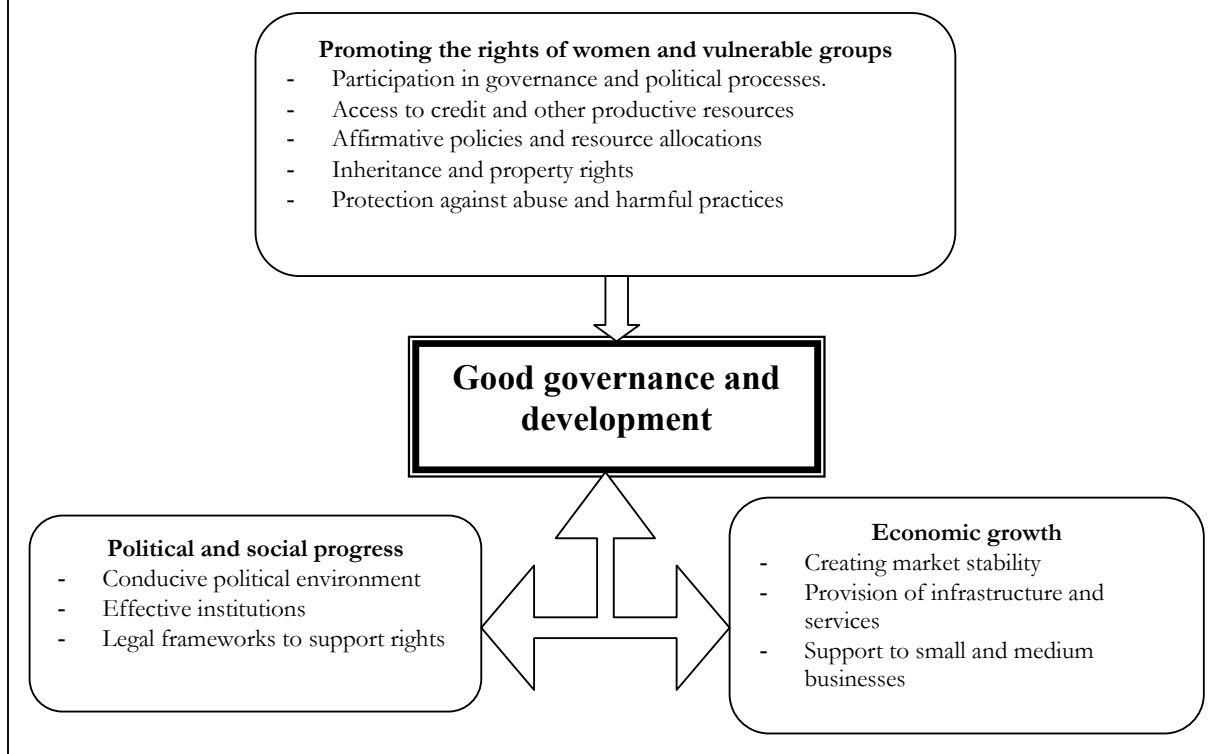 Promoting the rights of women and vulnerable groups
- Participation in governance and political processes.
- Access to credit and other productive resources
- Affirmative policies and resource allocations
- Inheritance and property rights
- Protection against abuse and harmful practices
Good governance and
development
Political and social progress
- Conducive political environment
- Effective institutions
- Legal frameworks to support rights
Economic growth
- Creating market stability
- Provision of infrastructure and
services
- Support to small and medium
businesses